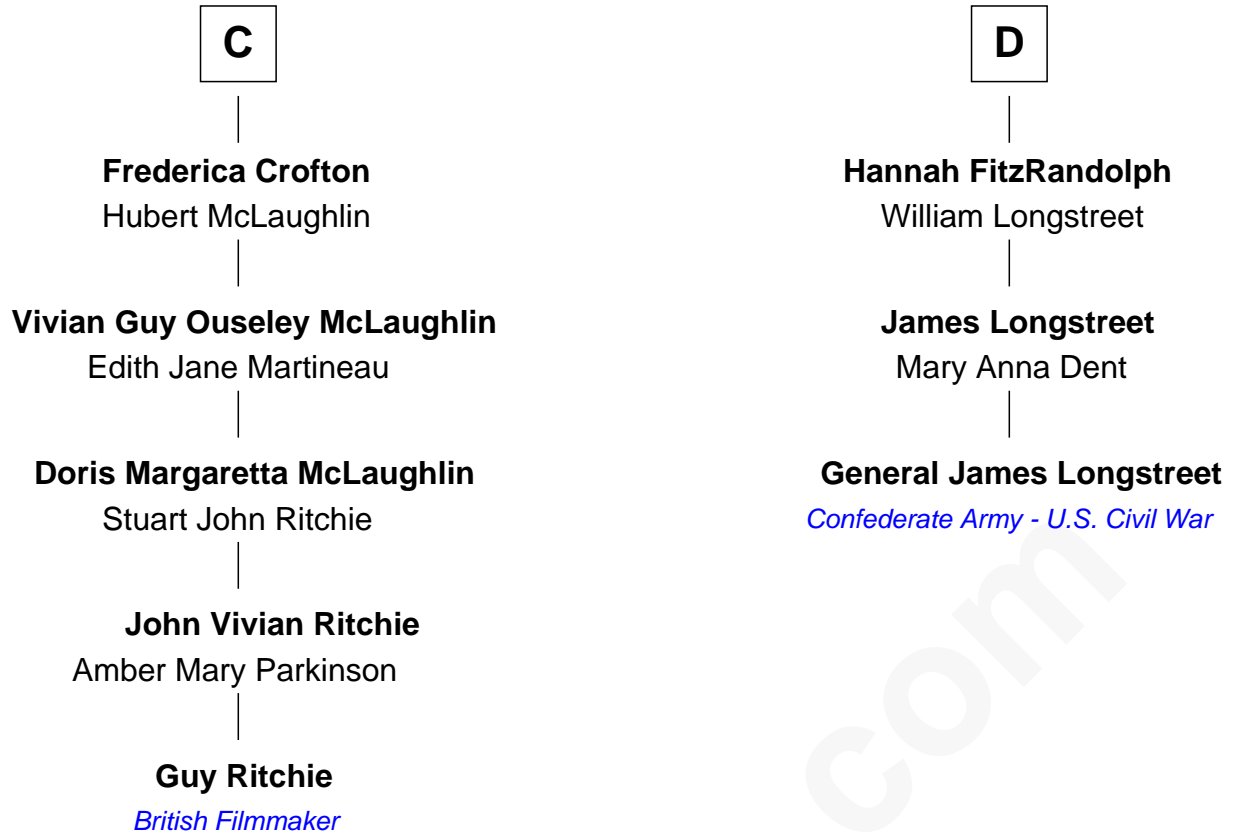 C
Frederica Crofton
Hubert McLaughlin
Vivian Guy Ouseley McLaughlin
Edith Jane Martineau
Doris Margaretta McLaughlin
Stuart John Ritchie
John Vivian Ritchie
Amber Mary Parkinson
Guy Ritchie
British Filmmaker
D
Hannah FitzRandolph
William Longstreet
James Longstreet
Mary Anna Dent
General James Longstreet
Confederate Army - U.S. Civil War
com